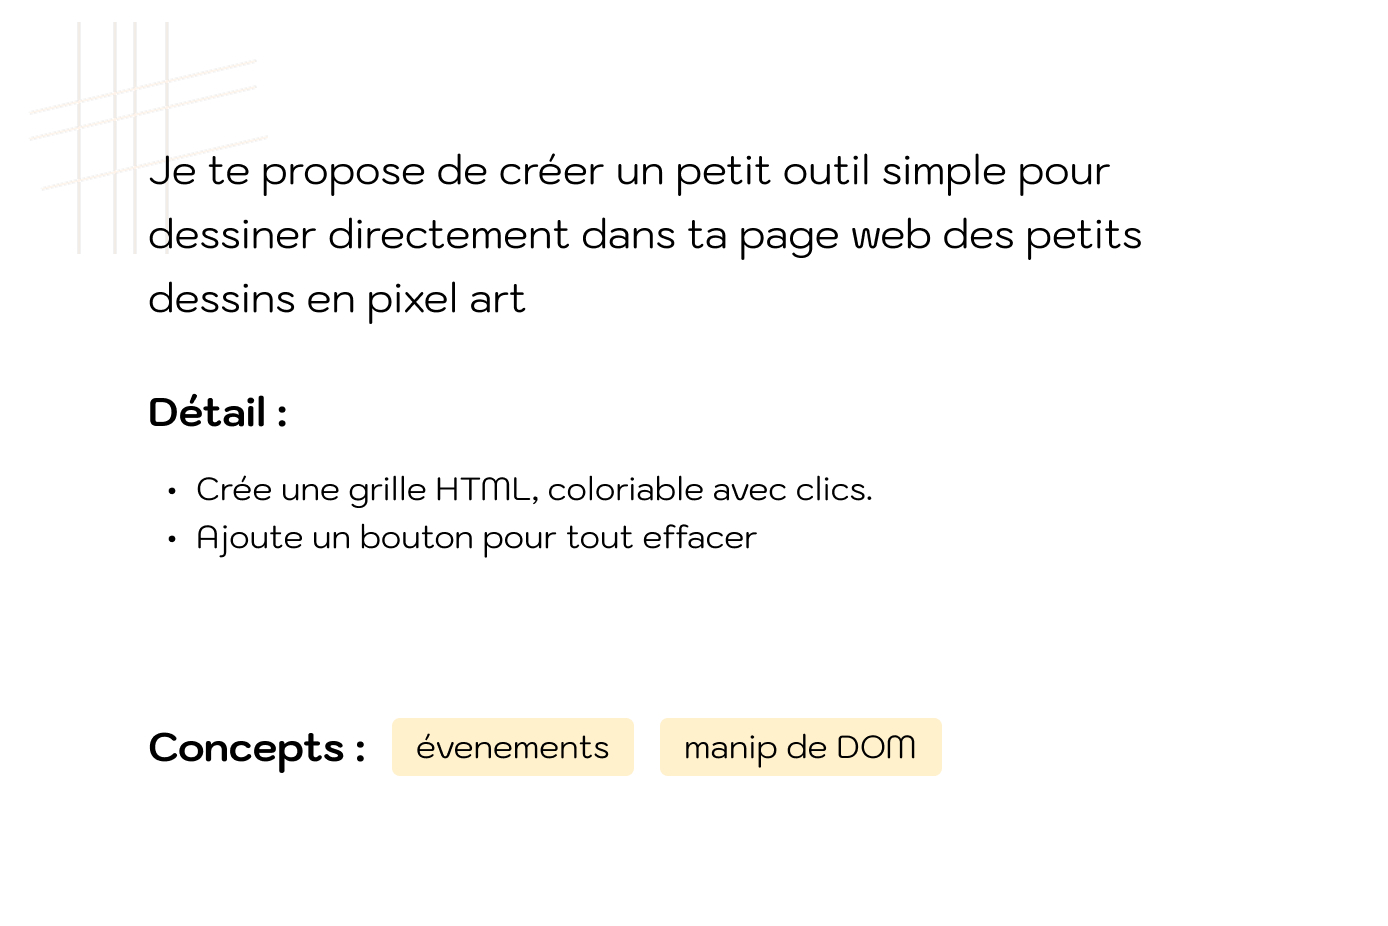 Je te propose de créer un petit outil simple pour
dessiner directement dans ta page web des petits
dessins en pixel art
Détail :
• Crée une grille HTML, coloriable avec clics.
• Ajoute un bouton pour tout effacer
Concepts : évenements manip de DOM